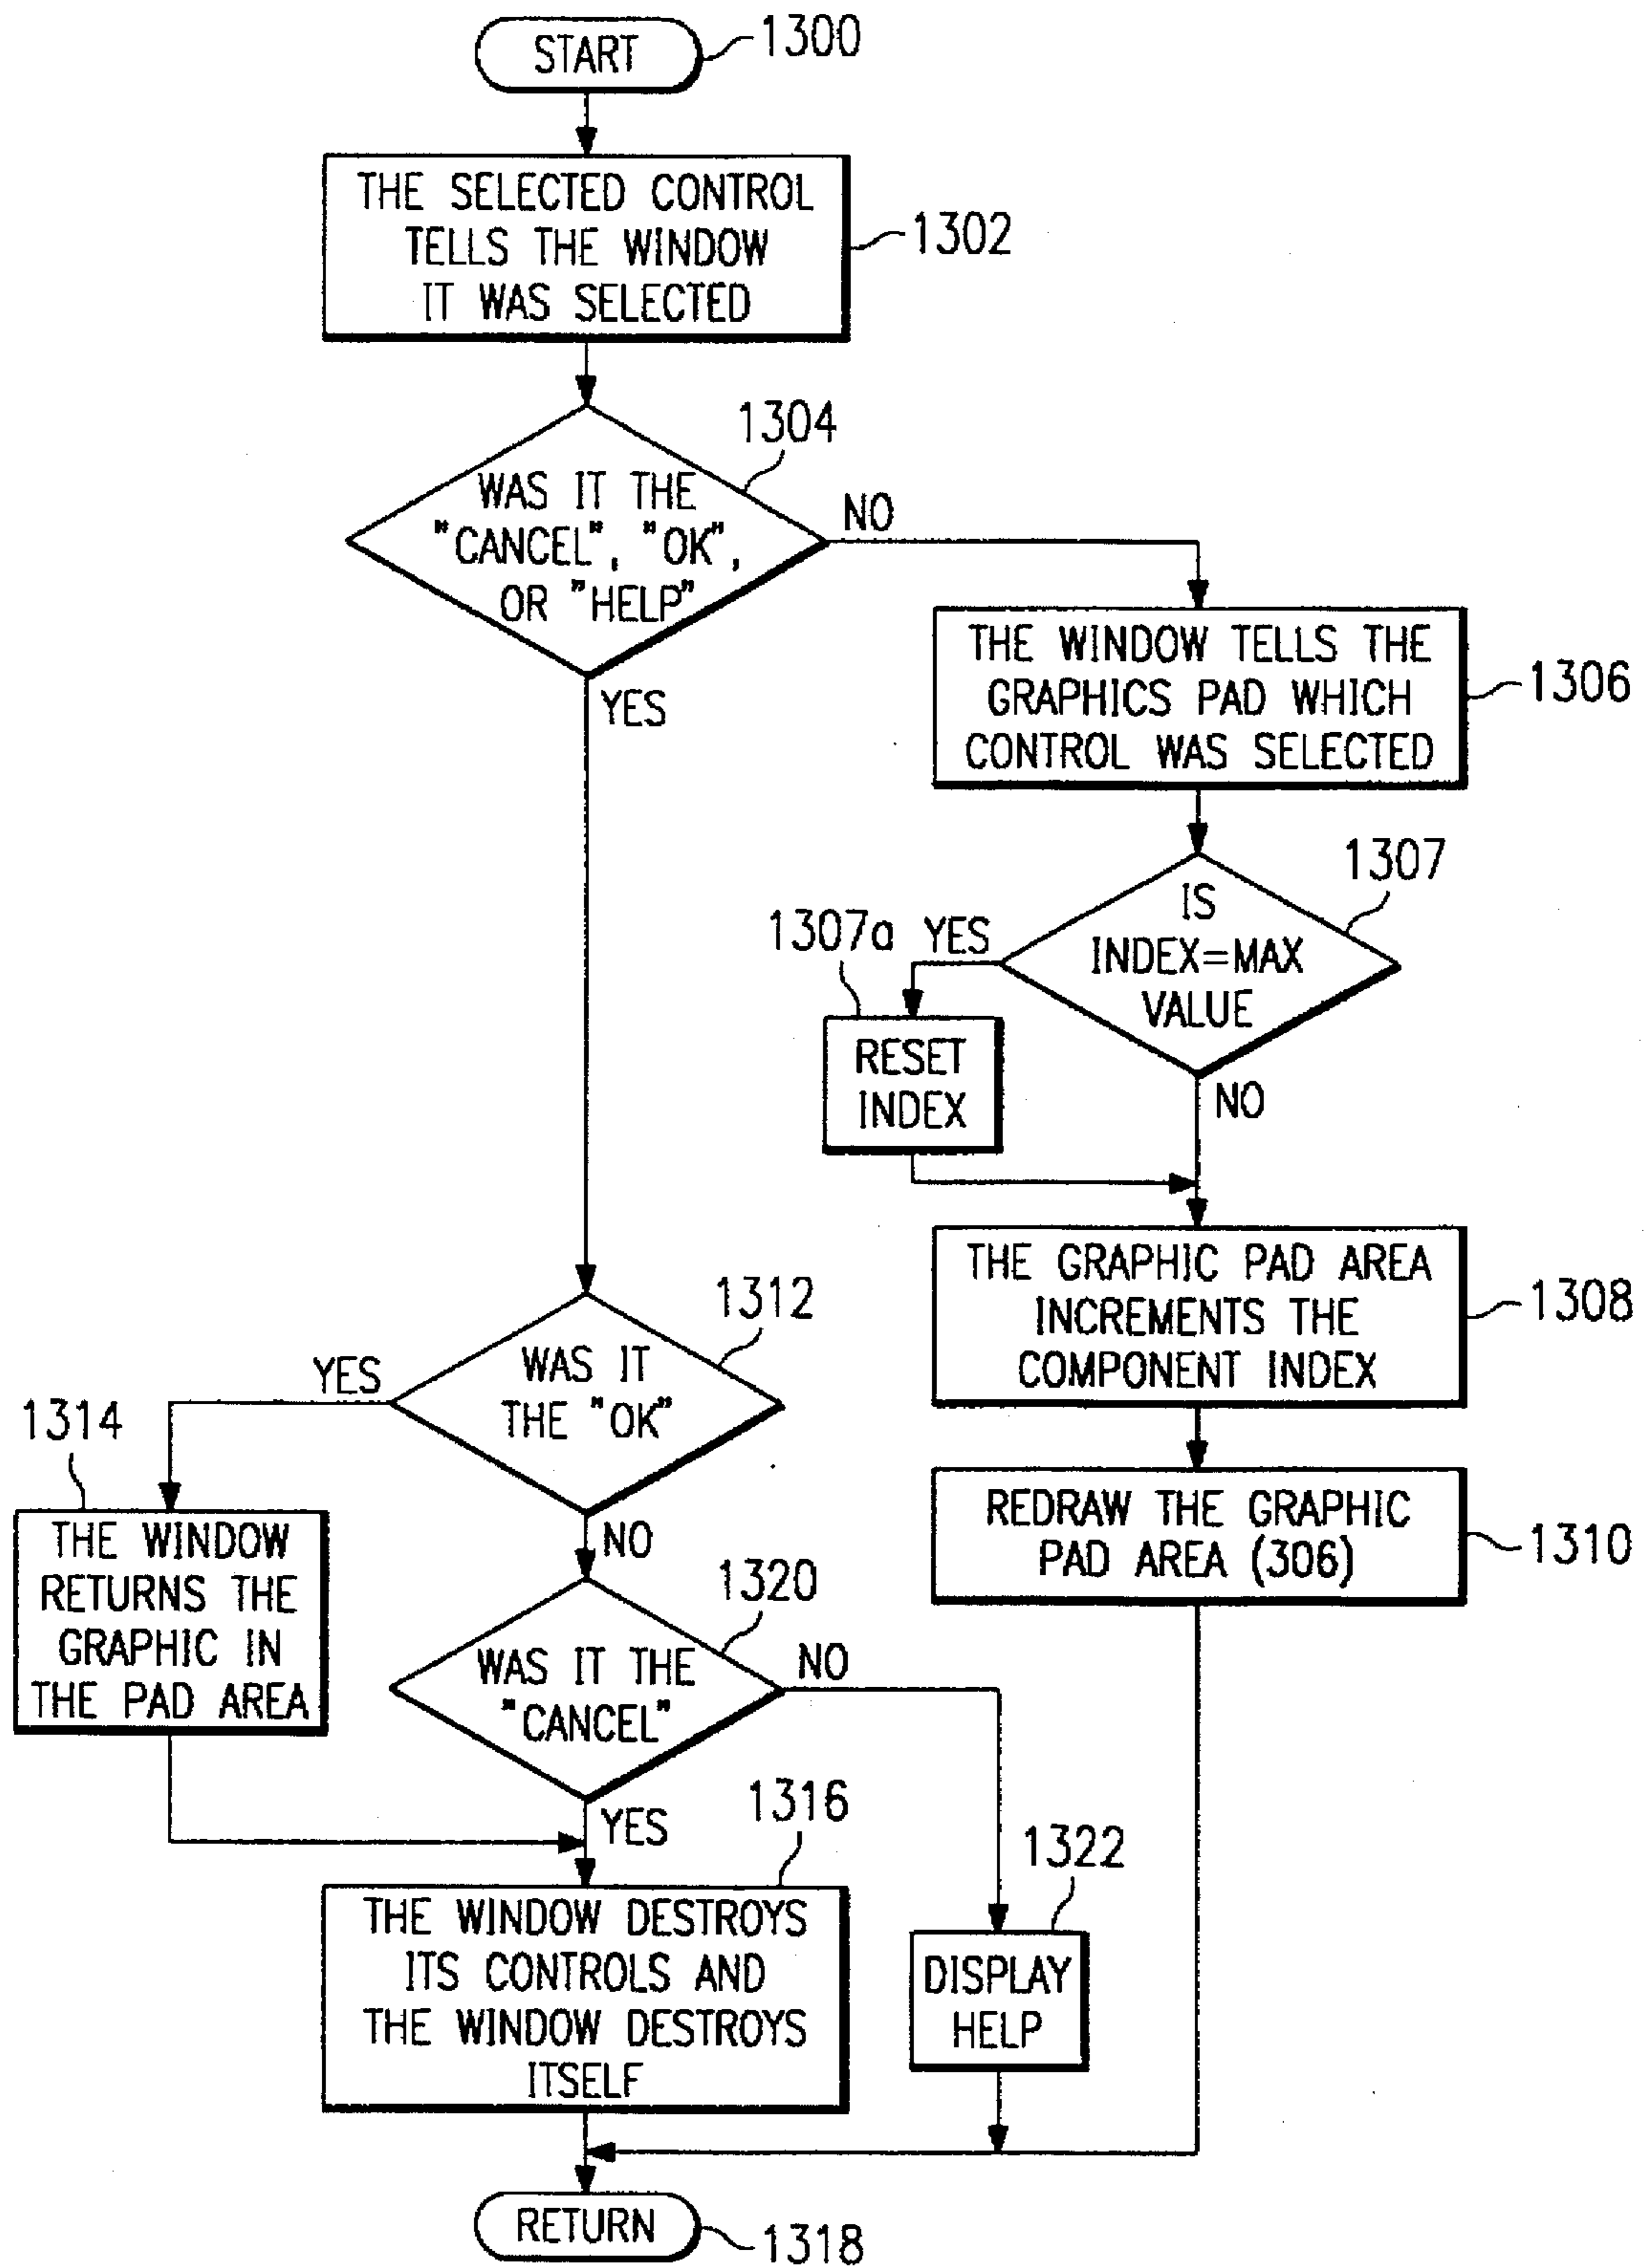 START
1300
THE SELECTED CONTROL
TELLS THE WINDOW
IT WAS SELECTED
1302
1304
WAS IT THE
"CANCEL", "OK",
OR "HELP"
NO
YES
THE WINDOW TELLS THE
GRAPHICS PAD WHICH
CONTROL WAS SELECTED
1306
1307
IS
INDEX=MAX
VALUE
YES
1307a
RESET
INDEX
NO
THE GRAPHIC PAD AREA
INCREMENTS THE
COMPONENT INDEX
1308
REDRAW THE GRAPHIC
PAD AREA (306)
1310
1312
WAS IT
THE "OK"
YES
1314
THE WINDOW
RETURNS THE
GRAPHIC IN
THE PAD AREA
NO
1320
WAS IT THE
"CANCEL"
NO
YES
1316
THE WINDOW DESTROYS
ITS CONTROLS AND
THE WINDOW DESTROYS
ITSELF
1322
DISPLAY
HELP
RETURN
1318